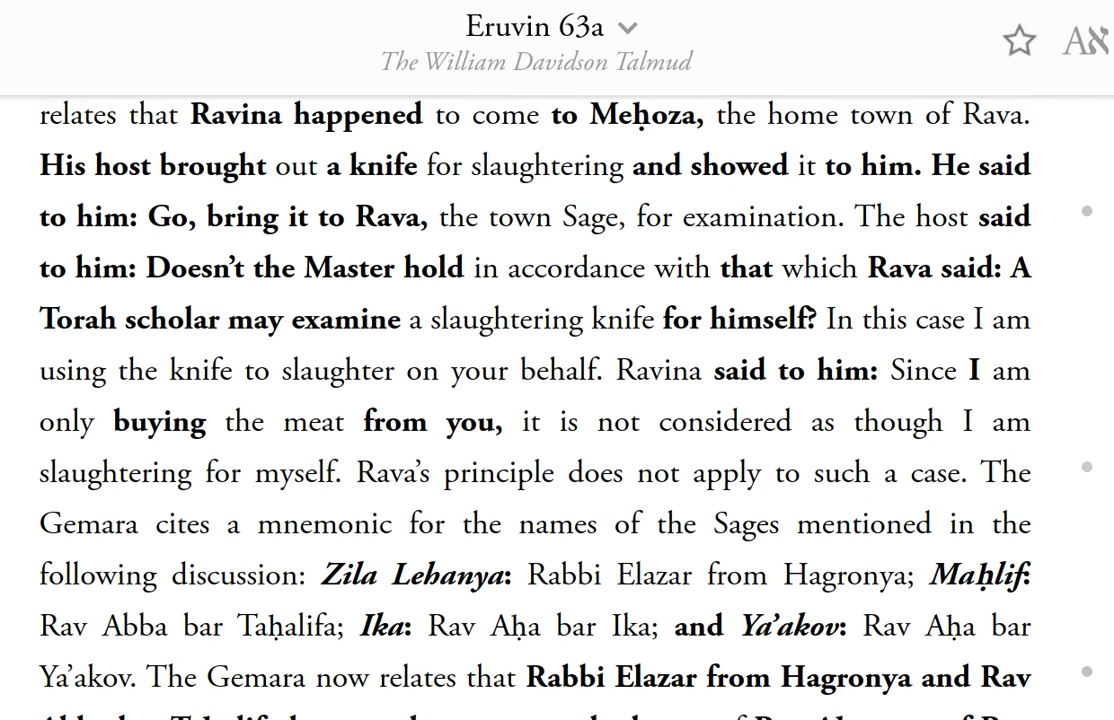 Eruvin 63a
The William Davidson Talmud
Aא
relates that Ravina happened to come to Meḥoza, the home town of Rava.
His host brought out a knife for slaughtering and showed it to him. He said
to him: Go, bring it to Rava, the town Sage, for examination. The host said
to him: Doesn’t the Master hold in accordance with that which Rava said: A
Torah scholar may examine a slaughtering knife for himself? In this case I am
using the knife to slaughter on your behalf. Ravina said to him: Since I am
only buying the meat from you, it is not considered as though I am
slaughtering for myself. Rava’s principle does not apply to such a case. The
Gemara cites a mnemonic for the names of the Sages mentioned in the
following discussion: Zila Lehanya: Rabbi Elazar from Hagronya; Maḥlif:
Rav Abba bar Taḥalifa; Ika: Rav Aḥa bar Ika; and Ya’akov: Rav Aḥa bar
Ya’akov. The Gemara now relates that Rabbi Elazar from Hagronya and Rav